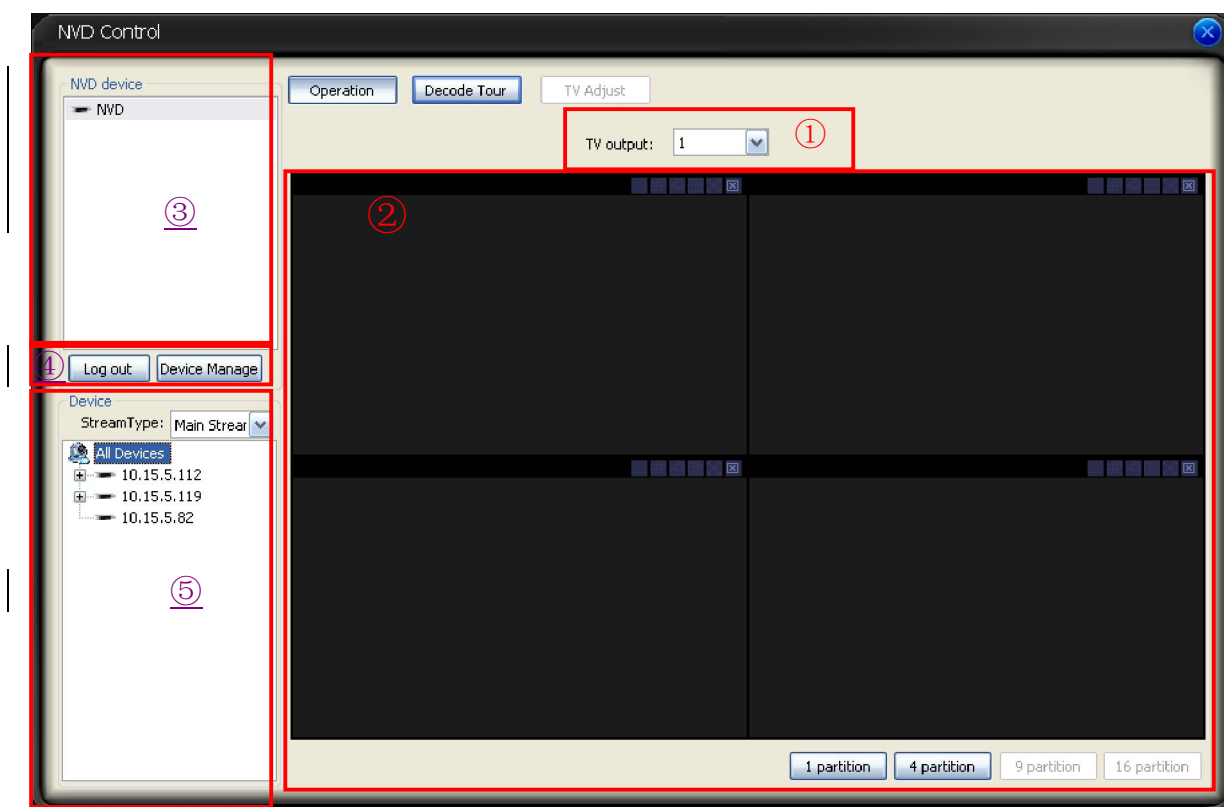 NVD Control
NVD device
NVD
③
④
Log out
Device Manage
Device
StreamType: Main Strear
All Devices
10.15.5.112
10.15.5.119
10.15.5.82
⑤
Operation
Decode Tour
TV Adjust
TV output: 1
①
②
1 partition
4 partition
9 partition
16 partition